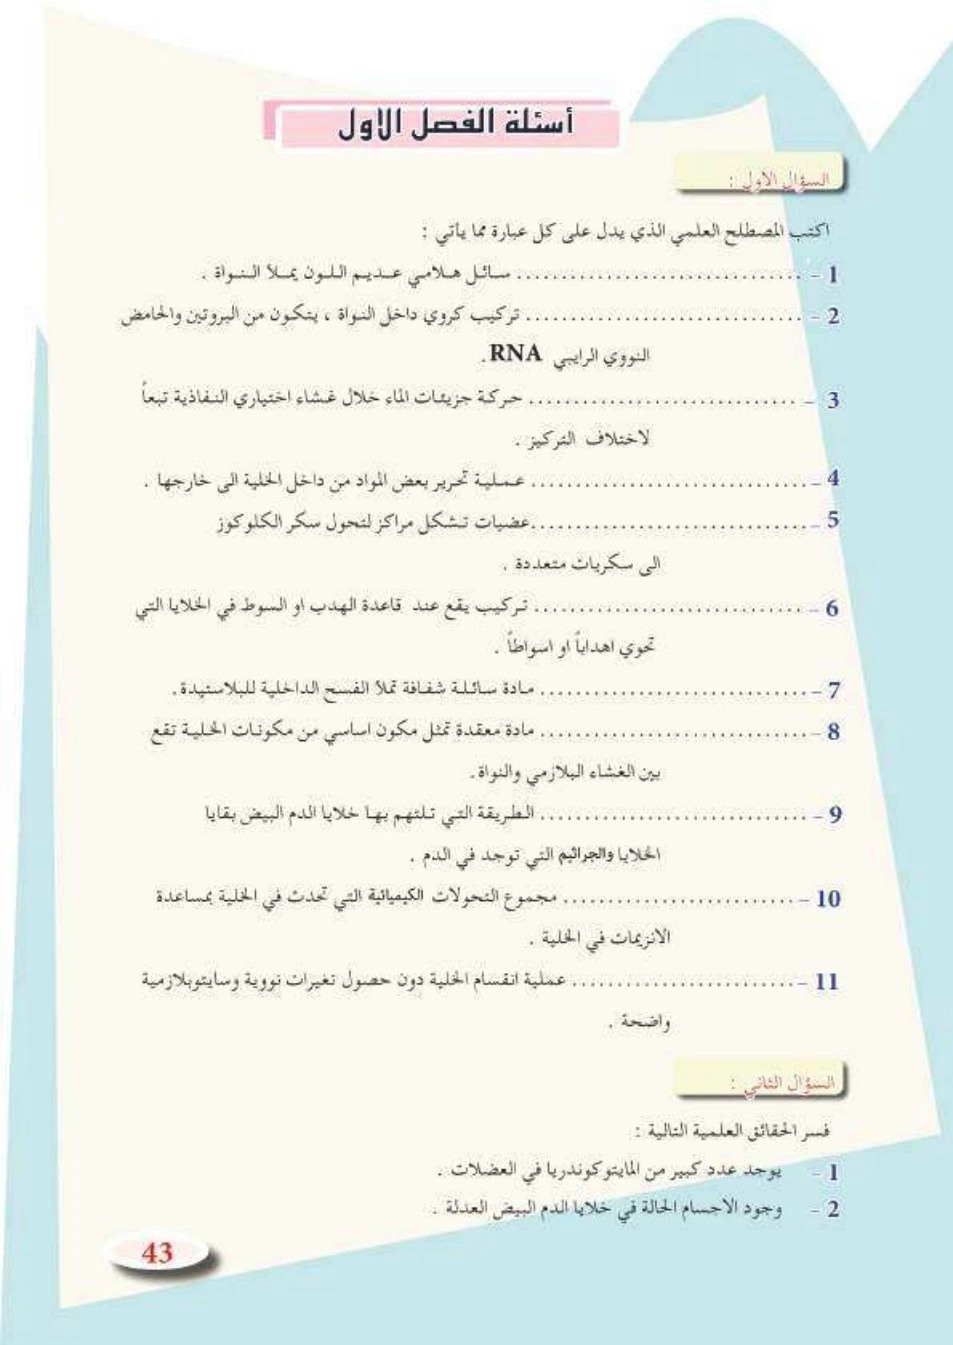 أسئلة الفصل الاول
السؤال الاول :
اكتب المصطلح العلمي الذي يدل على كل عبارة مما يأتي :
1 - ................................ سائل هلامي عديم اللون يملأ النواة .
2 - ............................... تركيب كروي داخل النواة ، يتكون من البروتين والحامض
النووي الرايبي RNA .
3 - .............................. حركة جزيئات الماء خلال غشاء اختياري النفاذية تبعاً
لاختلاف التركيز .
4 - ............................... عملية تحرير بعض المواد من داخل الخلية الى خارجها .
5 - ...............................عضيات تشكل مراكز لتحول سكر الكلوكوز
الى سكريات متعددة .
6 - .............................. تركيب يقع عند قاعدة الهدب او السوط في الخلايا التي
تحوي اهداباً او اسواطاً .
7 - .............................. مادة سائلة شفافة تملأ الفسح الداخلية للبلاستيدة .
8 - .............................. مادة معقدة تمثل مكون اساسي من مكونات الخلية تقع
بين الغشاء البلازمي والنواة .
9 - .............................. الطريقة التي تلتهم بها خلايا الدم البيض بقايا
الخلايا والجراثيم التي توجد في الدم .
10 - .......................... مجموع التحولات الكيميائية التي تحدث في الخلية بمساعدة
الانزيمات في الخلية .
11 - ......................... عملية انقسام الخلية دون حصول تغيرات نووية وسايتوبلازمية
واضحة .
السؤال الثاني :
فسر الحقائق العلمية التالية :
1 - يوجد عدد كبير من المايتوكوندريا في العضلات .
2 - وجود الاجسام الحالة في خلايا الدم البيض العدلة .
43